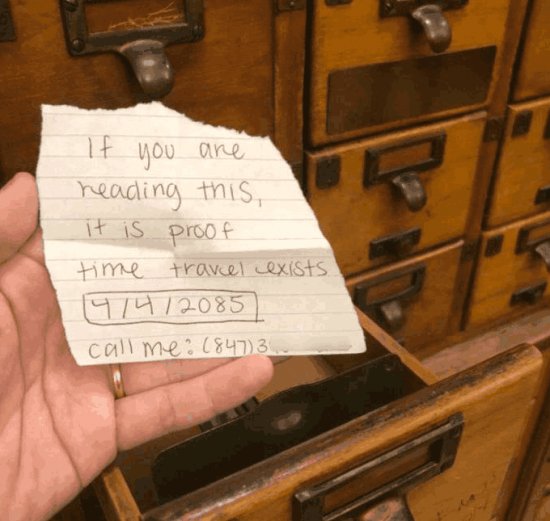 If you are
reading this,
it is proof
time travel exists
4/4/2085
call me: (847)3